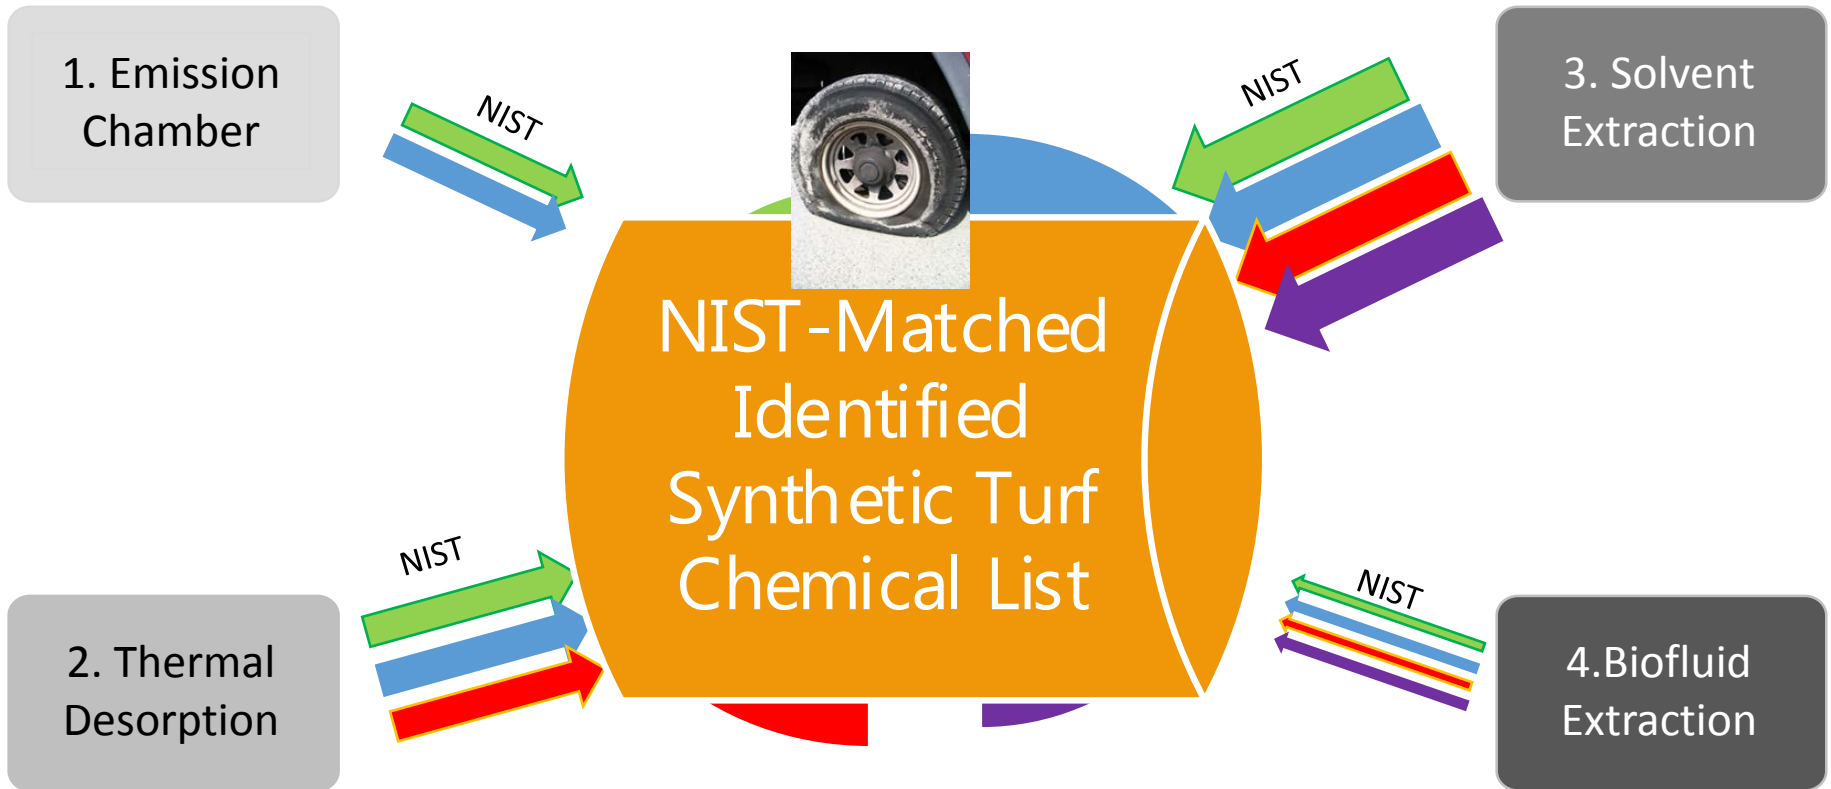 1. Emission
Chamber
NIST
NIST
3. Solvent
Extraction
NIST-Matched
Identified
Synthetic Turf
Chemical List
NIST
2. Thermal
Desorption
NIST
4.Biofluid
Extraction